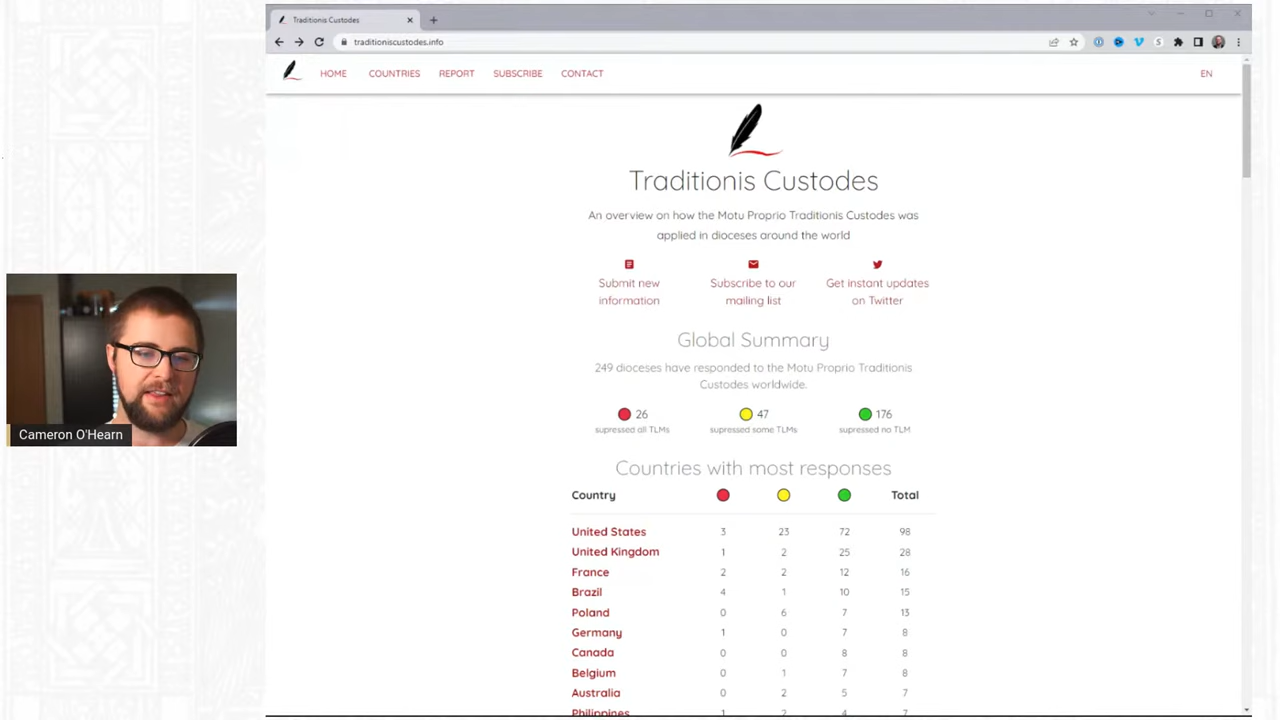 Traditionis Custodes
traditioniscustodes.info
HOME COUNTRIES REPORT SUBSCRIBE CONTACT EN
Traditionis Custodes
An overview on how the Motu Proprio Traditionis Custodes was
applied in dioceses around the world
Submit new
information
Subscribe to our
mailing list
Get instant updates
on Twitter
Global Summary
249 dioceses have responded to the Motu Proprio Traditionis
Custodes worldwide.
26
supressed all TLMs
47
supressed some TLMs
176
supressed no TLM
Countries with most responses
Country Total
United States 3 23 72 98
United Kingdom 1 2 25 28
France 2 2 12 16
Brazil 4 1 10 15
Poland 0 6 7 13
Germany 1 0 7 8
Canada 0 0 8 8
Belgium 0 1 7 8
Australia 0 2 5 7
Philippines 1 2 4 7
Cameron O'Hearn